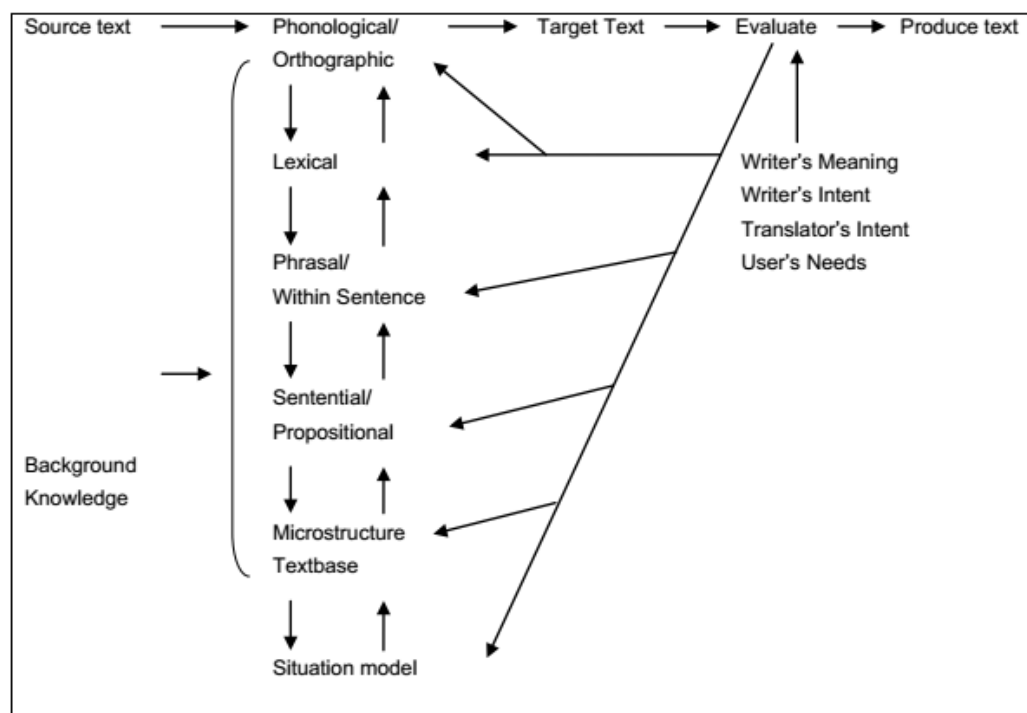 Source text
Phonological/
Orthographic
Target Text
Evaluate
Produce text
Lexical
Phrasal/
Within Sentence
Sentential/
Propositional
Microstructure
Textbase
Situation model
Background
Knowledge
Writer's Meaning
Writer's Intent
Translator's Intent
User's Needs